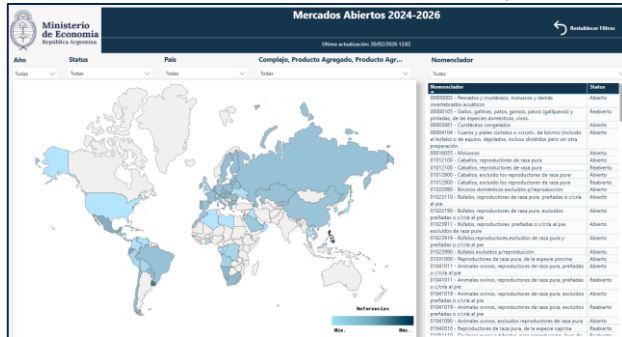 Mercados Abiertos 2024-2026
Ministerio
de Economía
República Argentina
Restablecer Filtros
Ultima actualización 20/02/2026 12:02
Año
Status
País
Complejo, Producto Agregado, Producto Agr...
Nomenclador
Todas
Todas
Todas
Todas
Todas
Nomenclador Status
00000003 - Pescados y crustáceos, moluscos y demás Abierto
invertebrados acuáticos
00000105 - Gallos, gallinas, patos, gansos, pavos (gallipavos) y Reabierto
pintadas, de las especies domesticas, vivos.
00003061 - Crustáceos congelados Abierto
00004104 - Cueros y pieles curtidos o «crust», de bovino (incluido Abierto
el búfalo) o de equino, depilados, incluso divididos pero sin otra
preparación.
00016055 - Moluscos Abierto
01012100 - Caballos, reproductores de raza pura Abierto
01012100 - Caballos, reproductores de raza pura Reabierto
01012900 - Caballos, excluido los reproductores de raza pura Abierto
01012900 - Caballos, excluido los reproductores de raza pura Reabierto
01022990 - Bovinos domésticos excluidos p/reproducción Abierto
01023110 - Búfalos, reproductores de raza pura, preñadas o c/cría Abierto
al pie
01023190 - Búfalos, reproductores de raza pura, excluidos Abierto
preñadas o c/cría al pie
01023911 - Búfalos, reproductores; preñadas o c/cría al pie, Abierto
excluidos de raza pura
01023919 - Búfalos,reproductores,excluidos de raza pura y Abierto
preñadas o c/cría al pie
01023990 - Búfalos excluidos p/reproducción Abierto
01031000 - Reproductores de raza pura, de la especie porcina Abierto
01041011 - Animales ovinos, reproductores de raza pura, preñadas Abierto
o c/cría al pie
01041011 - Animales ovinos, reproductores de raza pura, preñadas Reabierto
o c/cría al pie
01041019 - Animales ovinos, reproductores de raza pura, excluidos Abierto
preñadas o c/cría al pie
01041019 - Animales ovinos, reproductores de raza pura, excluidos Reabierto
preñadas o c/cría al pie
01041090 - Animales ovinos, excluidos reproductores de raza pura Abierto
01042010 - Reproductores de raza pura, de la especie caprina Reabierto
Referencias
Mín. Máx.